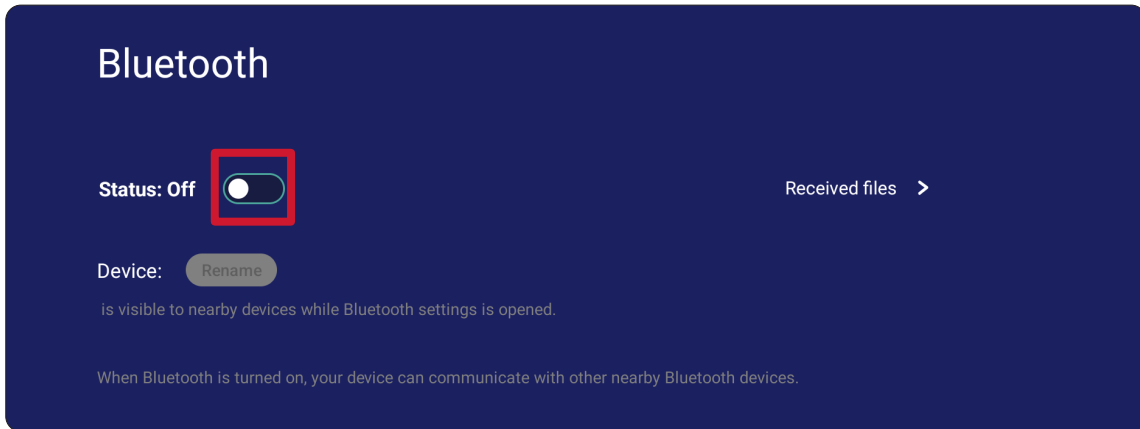 Bluetooth
Status: Off
Received files
Device:
Rename
is visible to nearby devices while Bluetooth settings is opened.
When Bluetooth is turned on, your device can communicate with other nearby Bluetooth devices.